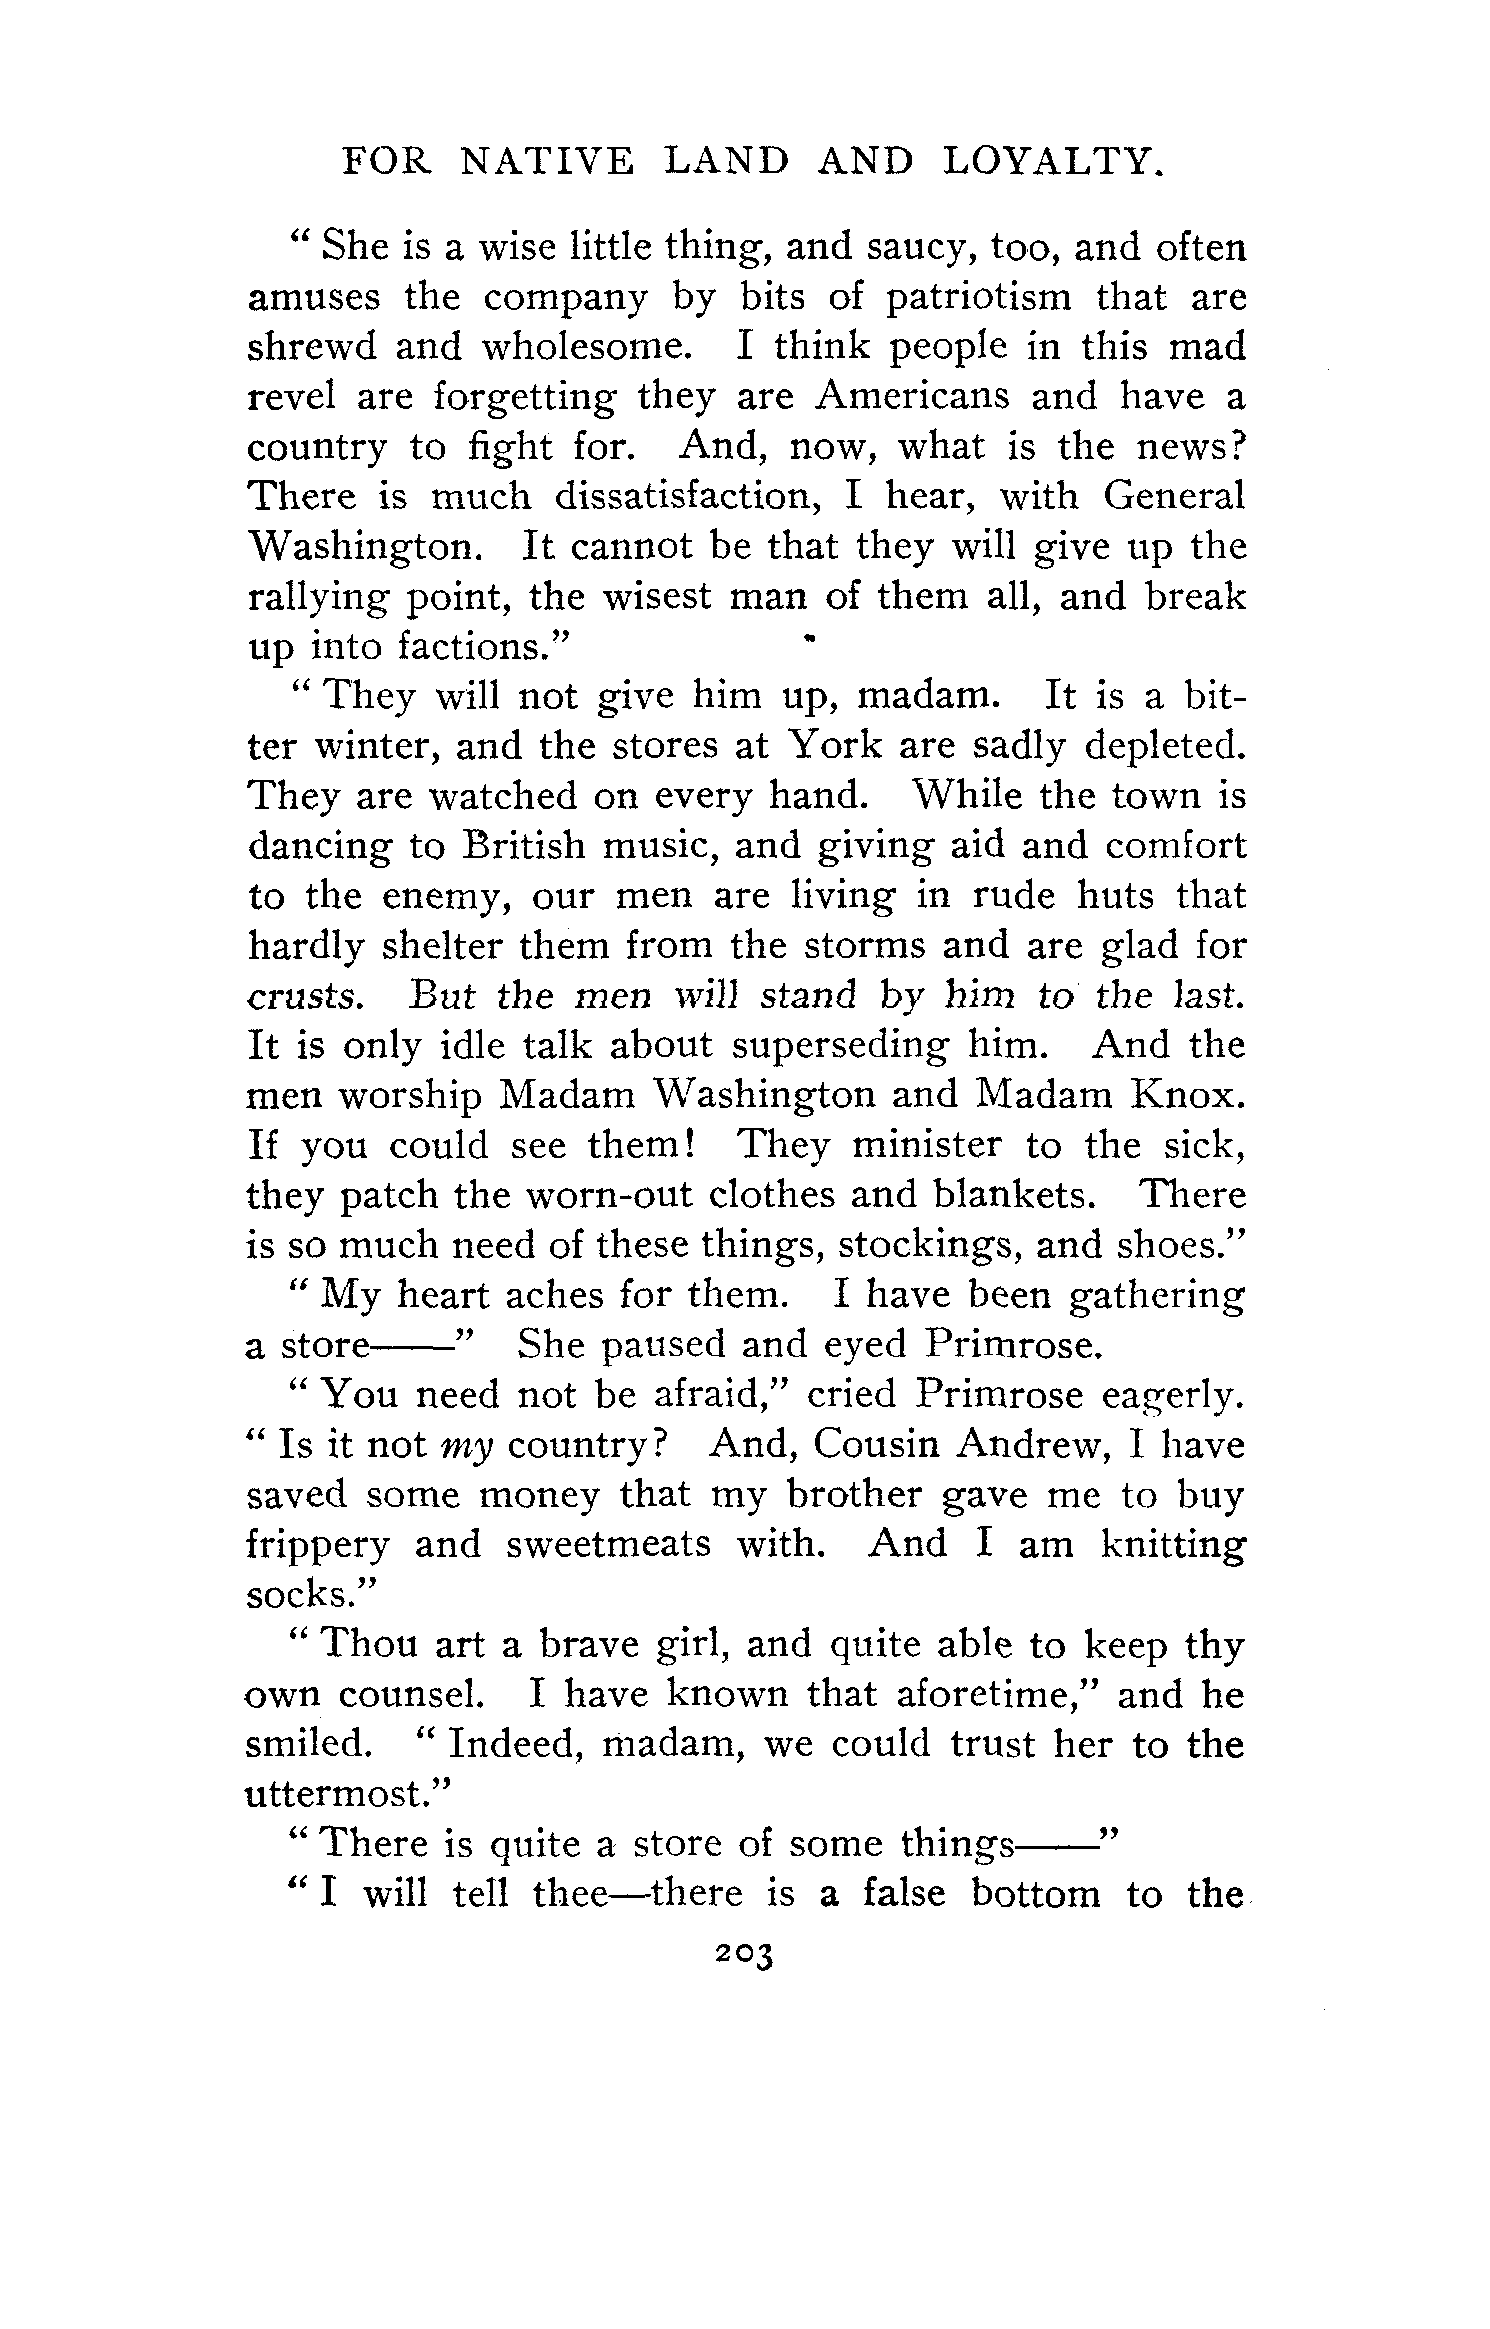 FOR NATIVE LAND AND LOYALTY.
“ She is a wise little thing, and saucy, too, and often
amuses the company by bits of patriotism that are
shrewd and wholesome. I think people in this mad
revel are forgetting they are Americans and have a
country to fight for. And, now, what is the news?
There is much dissatisfaction, I hear, with General
Washington. It cannot be that they will give up the
rallying point, the wisest man of them all, and break
up into factions.”
“ They will not give him up, madam. It is a bit-
ter winter, and the stores at York are sadly depleted.
They are watched on every hand. While the town is
dancing to British music, and giving aid and comfort
to the enemy, our men are living in rude huts that
hardly shelter them from the storms and are glad for
crusts. But the men will stand by him to the last.
It is only idle talk about superseding him. And the
men worship Madam Washington and Madam Knox.
If you could see them! They minister to the sick,
they patch the worn-out clothes and blankets. There
is so much need of these things, stockings, and shoes.”
“ My heart aches for them. I have been gathering
a store——” She paused and eyed Primrose.
“ You need not be afraid,” cried Primrose eagerly.
“ Is it not my country? And, Cousin Andrew, I have
saved some money that my brother gave me to buy
frippery and sweetmeats with. And I am knitting
socks.”
“ Thou art a brave girl, and quite able to keep thy
own counsel. I have known that aforetime,” and he
smiled. “ Indeed, madam, we could trust her to the
uttermost.”
“ There is quite a store of some things——”
“ I will tell thee—there is a false bottom to the
203